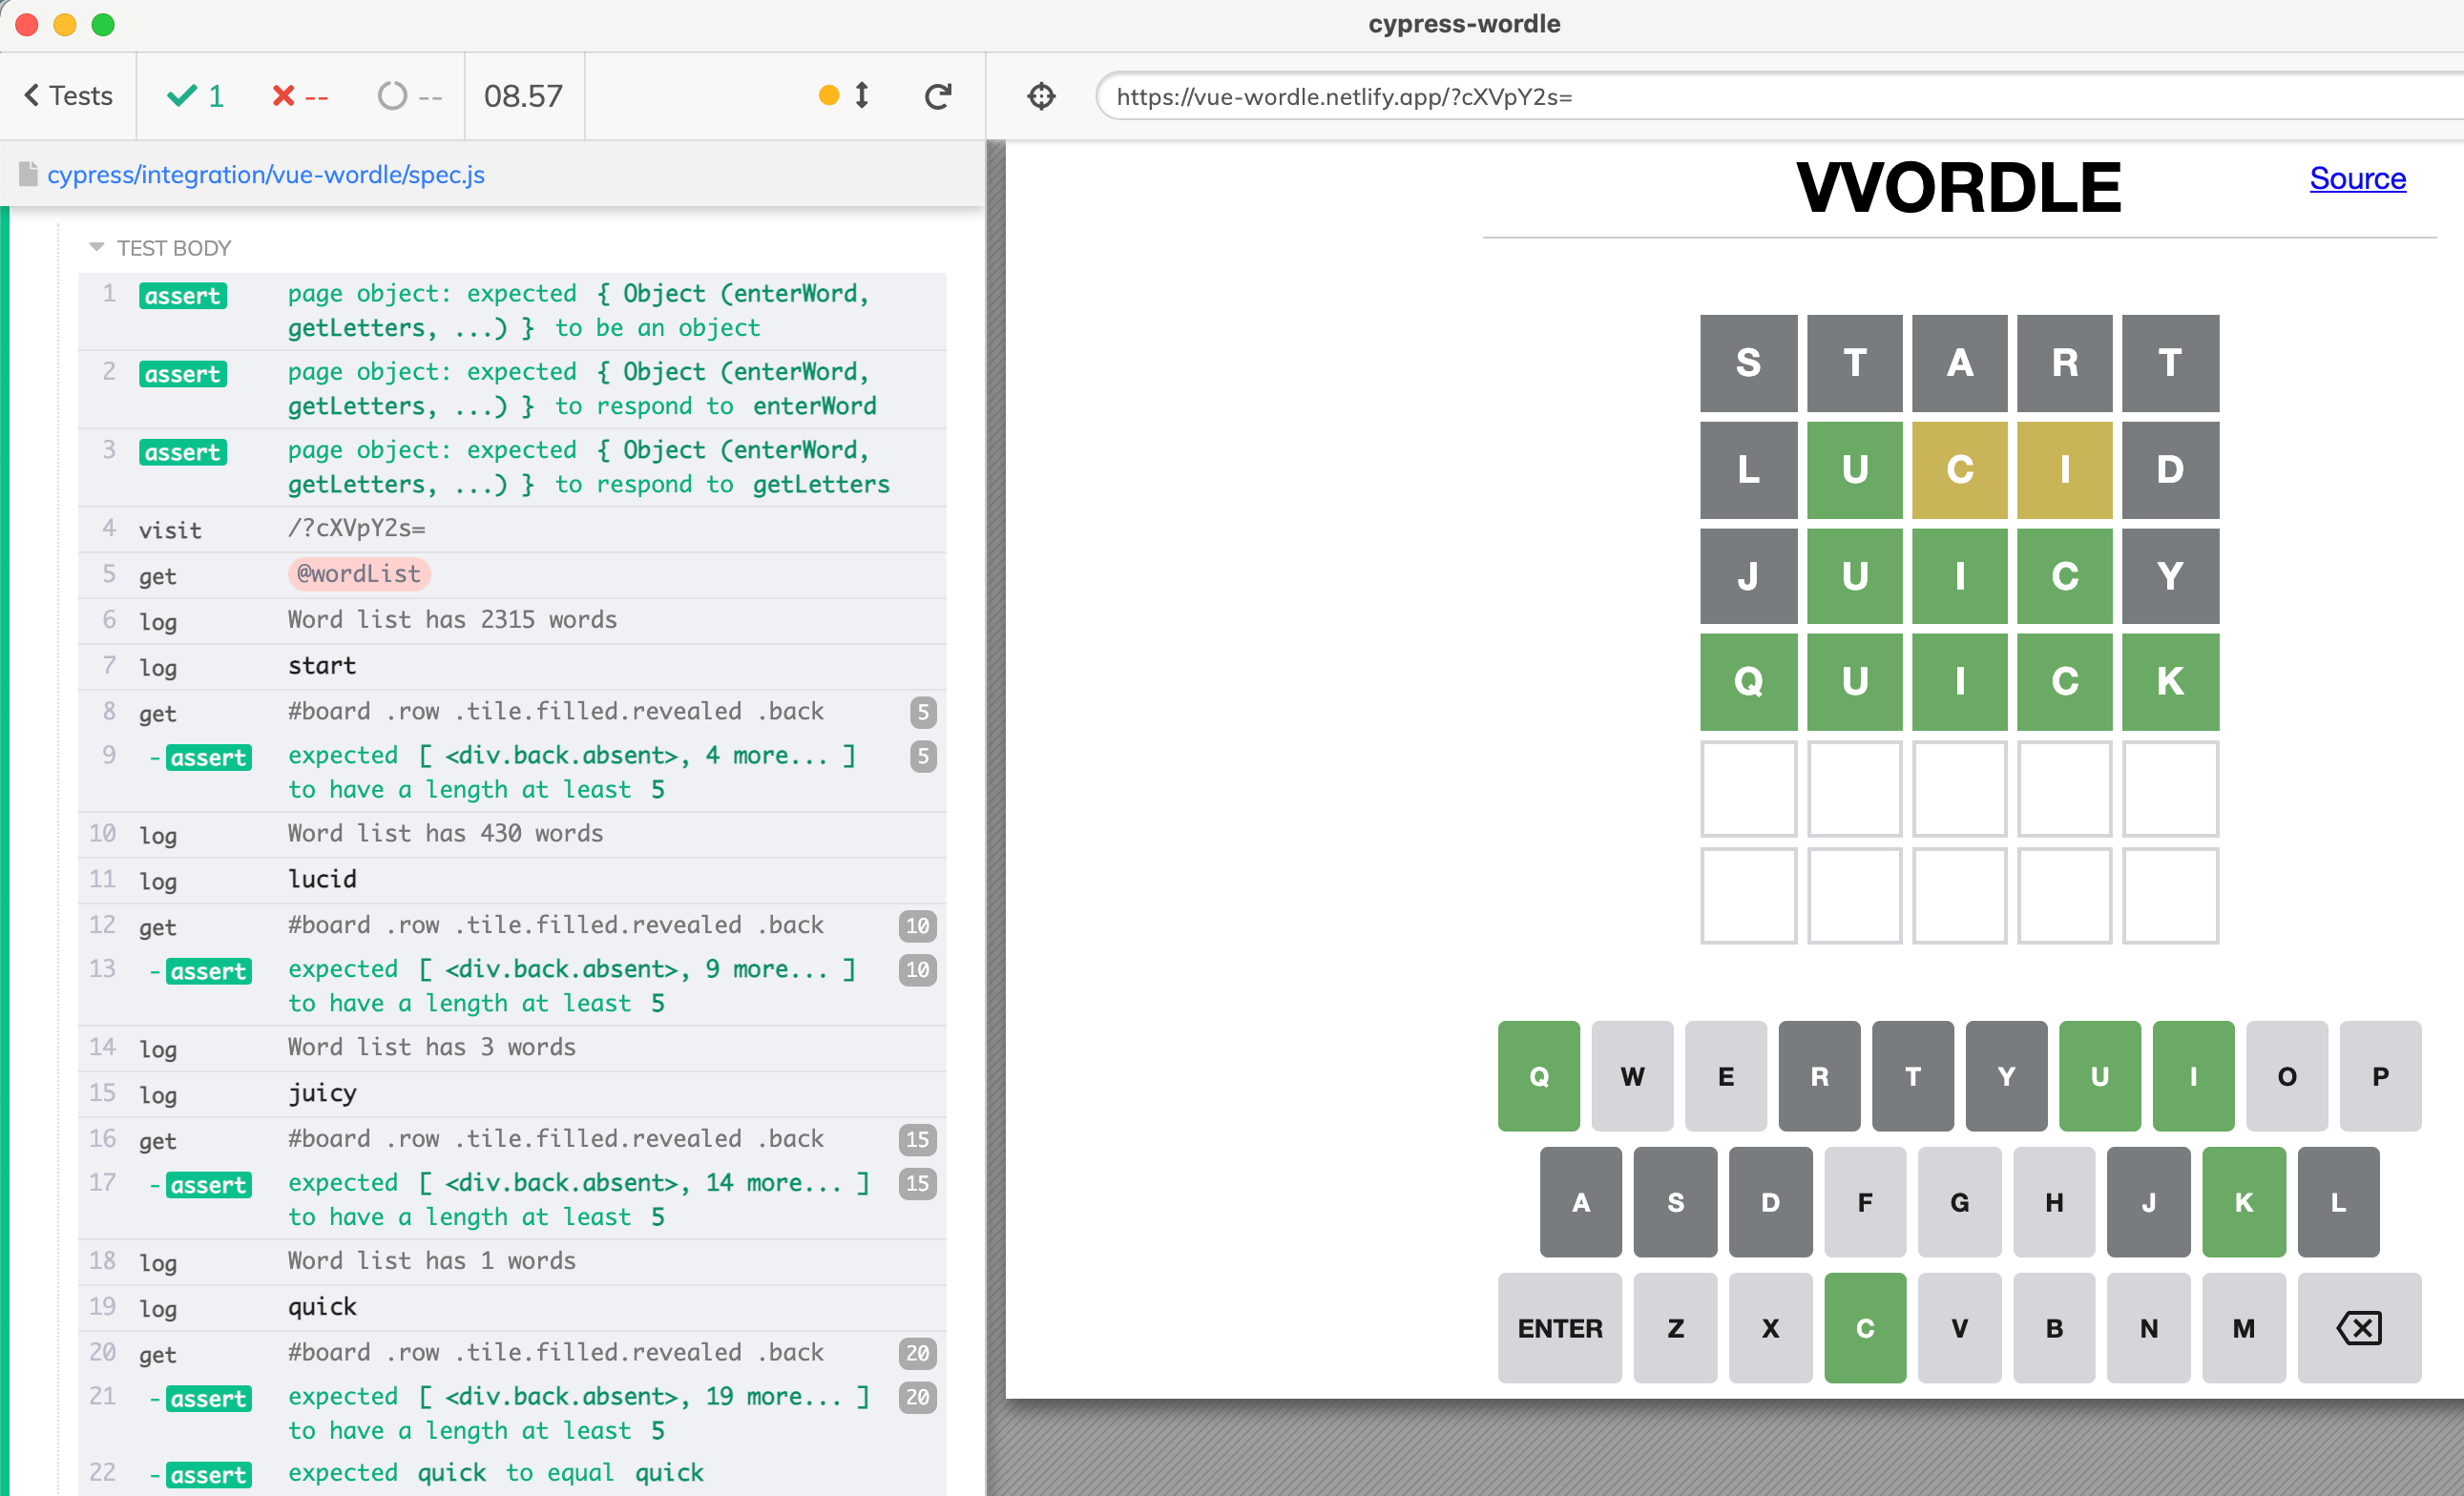 cypress-wordle
Tests 1 -- -- 08.57
https://vue-wordle.netlify.app/?cXVpY2s=
cypress/integration/vue-wordle/spec.js
TEST BODY
1 assert page object: expected { Object (enterWord,
getLetters, ...) } to be an object
2 assert page object: expected { Object (enterWord,
getLetters, ...) } to respond to enterWord
3 assert page object: expected { Object (enterWord,
getLetters, ...) } to respond to getLetters
4 visit /?cXVpY2s=
5 get @wordList
6 log Word list has 2315 words
7 log start
8 get #board .row .tile.filled.revealed .back 5
9 -assert expected [ <div.back.absent>, 4 more... ] 5
to have a length at least 5
10 log Word list has 430 words
11 log lucid
12 get #board .row .tile.filled.revealed .back 10
13 -assert expected [ <div.back.absent>, 9 more... ] 10
to have a length at least 5
14 log Word list has 3 words
15 log juicy
16 get #board .row .tile.filled.revealed .back 15
17 -assert expected [ <div.back.absent>, 14 more... ] 15
to have a length at least 5
18 log Word list has 1 words
19 log quick
20 get #board .row .tile.filled.revealed .back 20
21 -assert expected [ <div.back.absent>, 19 more... ] 20
to have a length at least 5
22 -assert expected quick to equal quick
VVORDLE
Source
S T A R T
L U C I D
J U I C Y
Q U I C K
Q W E R T Y U I O P
A S D F G H J K L
ENTER Z X C V B N M